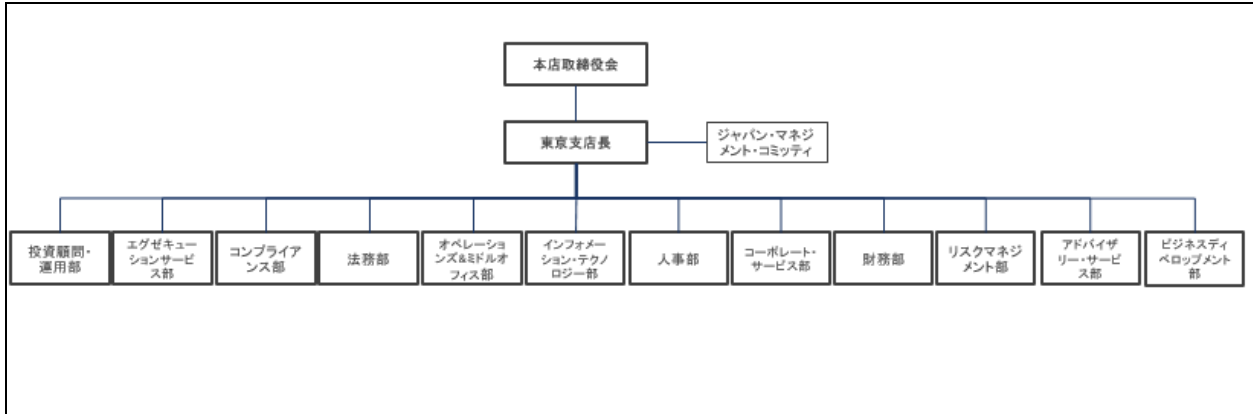 本店取締役会
東京支店長
ジャパン・マネジ
メント・コミッティ
投資顧問・
運用部
エグゼキュー
ションサービ
ス部
コンプライア
ンス部
法務部
オペレーショ
ンズ&ミドルオ
フィス部
インフォメー
ション・テクノ
ロジー部
人事部
コーポレート・
サービス部
財務部
リスクマネジ
メント部
アドバイザ
リー・サービ
ス部
ビジネスディ
ベロップメント
部